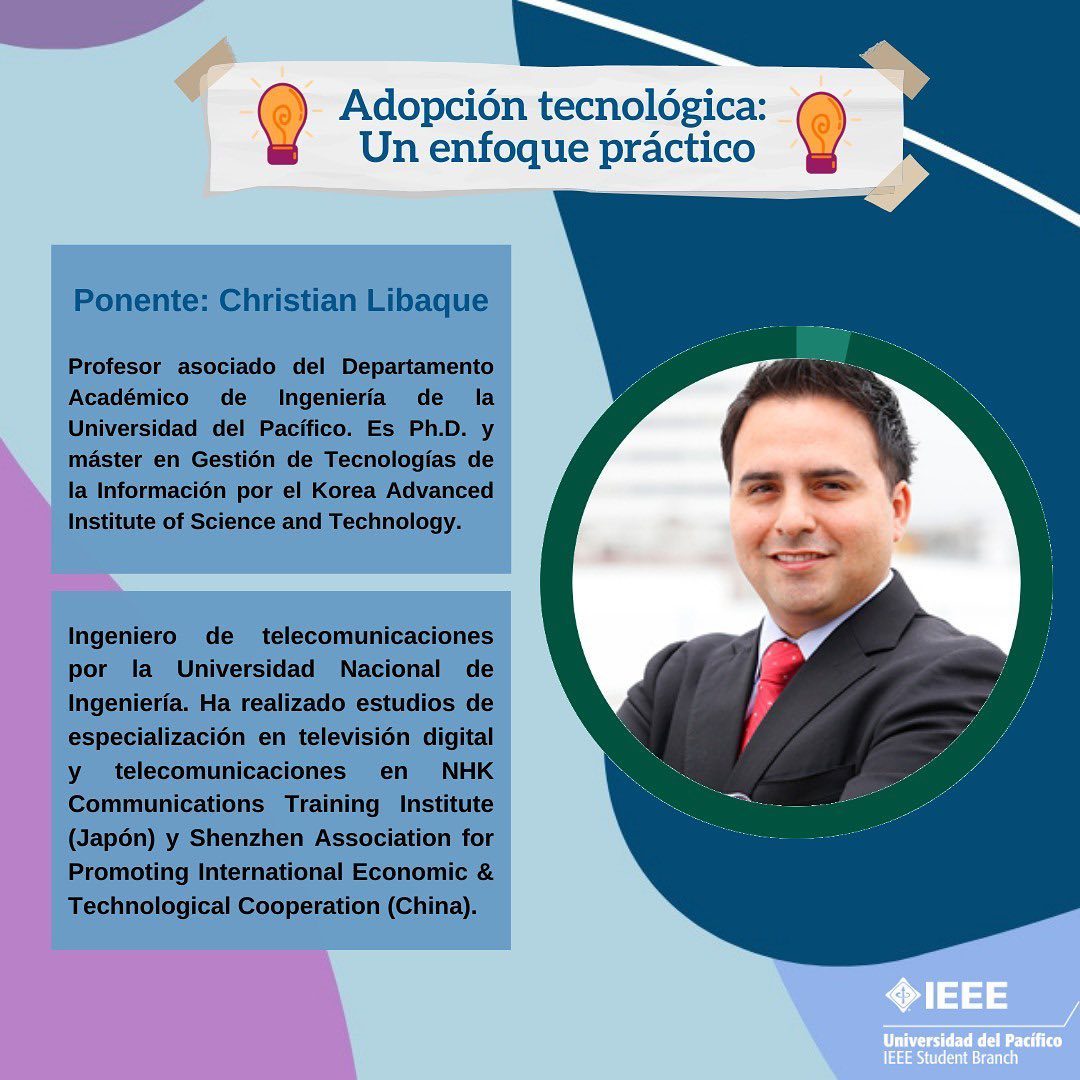 Adopción tecnológica:
Un enfoque práctico
Ponente: Christian Libaque
Profesor asociado del Departamento
Académico de Ingeniería de la
Universidad del Pacífico. Es Ph.D. y
máster en Gestión de Tecnologías de
la Información por el Korea Advanced
Institute of Science and Technology.
Ingeniero de telecomunicaciones
por la Universidad Nacional de
Ingeniería. Ha realizado estudios de
especialización en televisión digital
y telecomunicaciones en NHK
Communications Training Institute
(Japón) y Shenzhen Association for
Promoting International Economic &
Technological Cooperation (China).
IEEE
Universidad del Pacífico
IEEE Student Branch